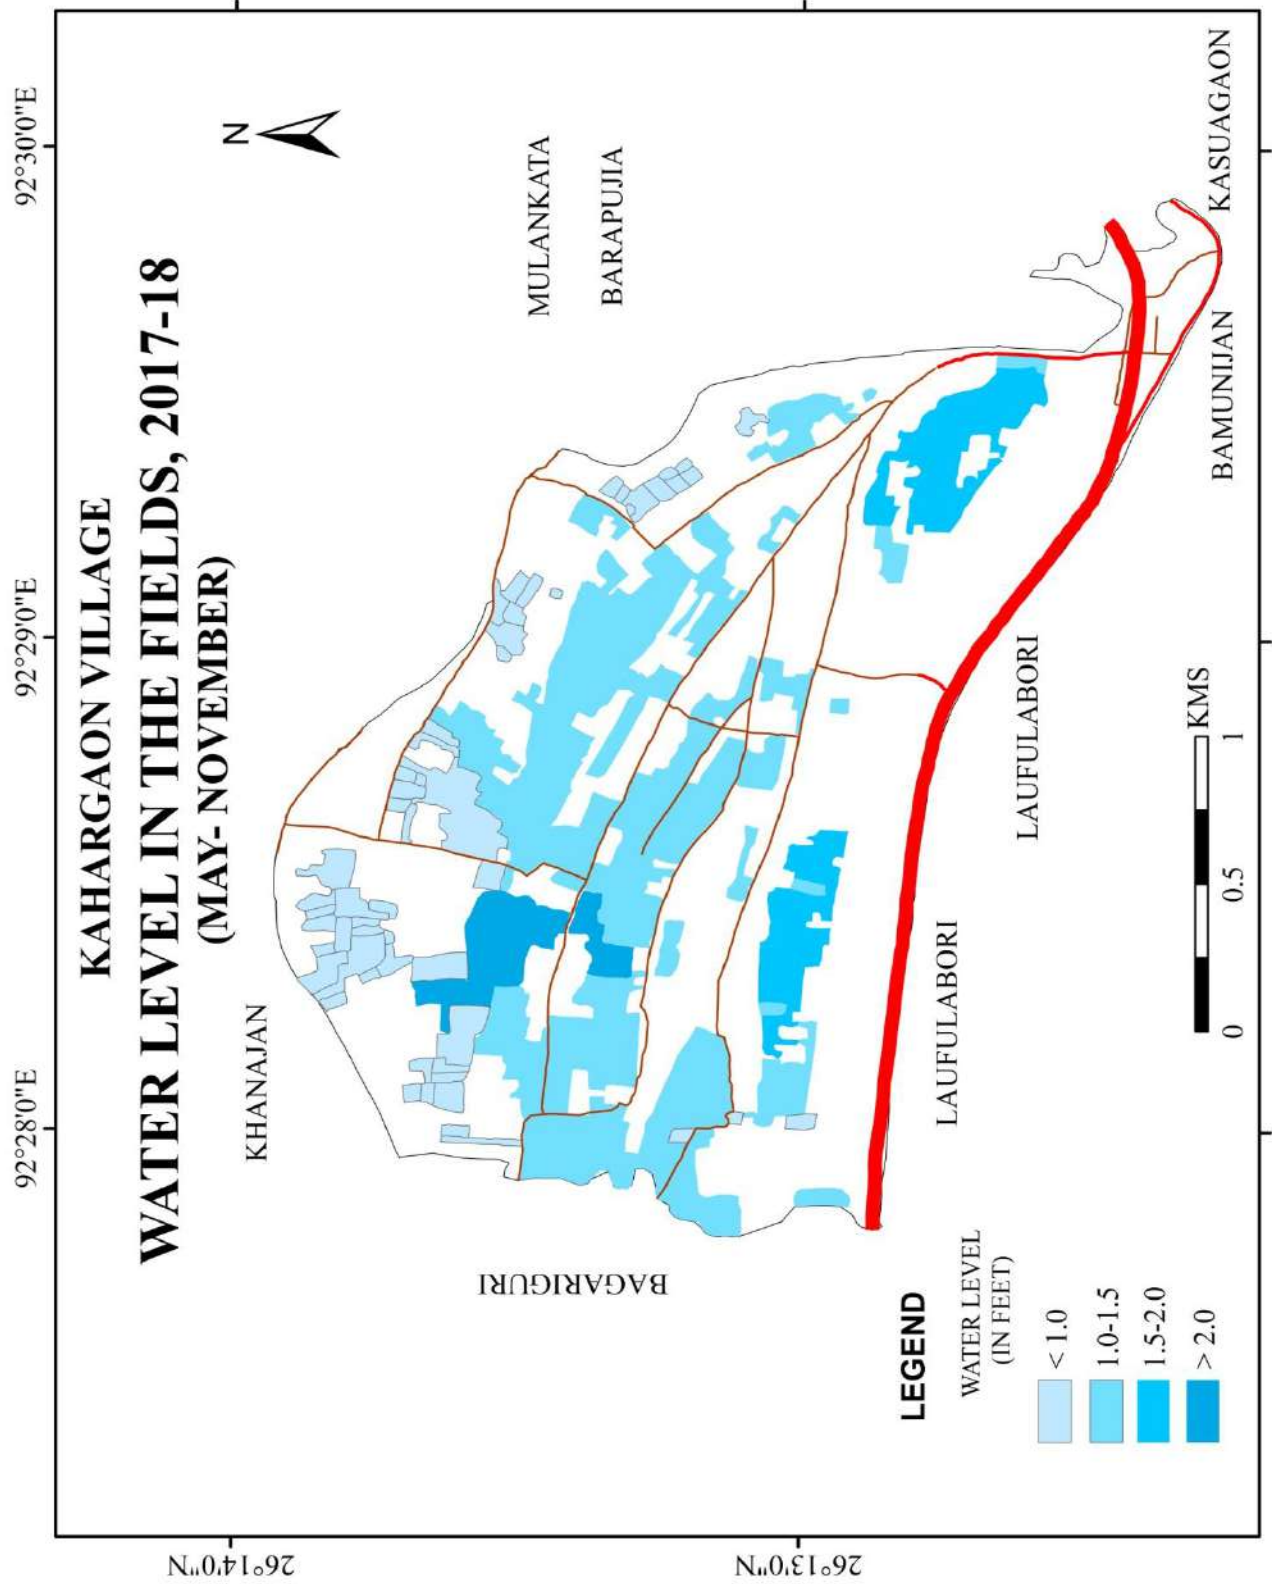 KAHARGAON VILLAGE
WATER LEVEL IN THE FIELDS, 2017-18
(MAY- NOVEMBER)
92°28'0"E
92°29'0"E
92°30'0"E
26°14'0"N
26°13'0"N
N
KHANAJAN
MULANKATA
BARAPUJIA
BAGARIGURI
LAUFULABORI
LAUFULABORI
BAMUNIJAN
KASUAGAON
LEGEND
WATER LEVEL
(IN FEET)
< 1.0
1.0-1.5
1.5-2.0
> 2.0
0 0.5 1
KMS